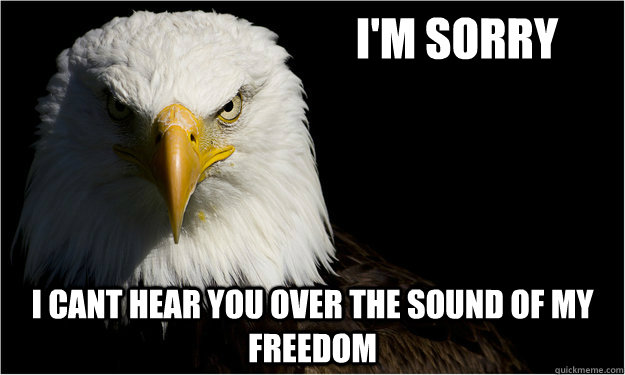 I'M SORRY
I CANT HEAR YOU OVER THE SOUND OF MY
FREEDOM
quickmeme.com